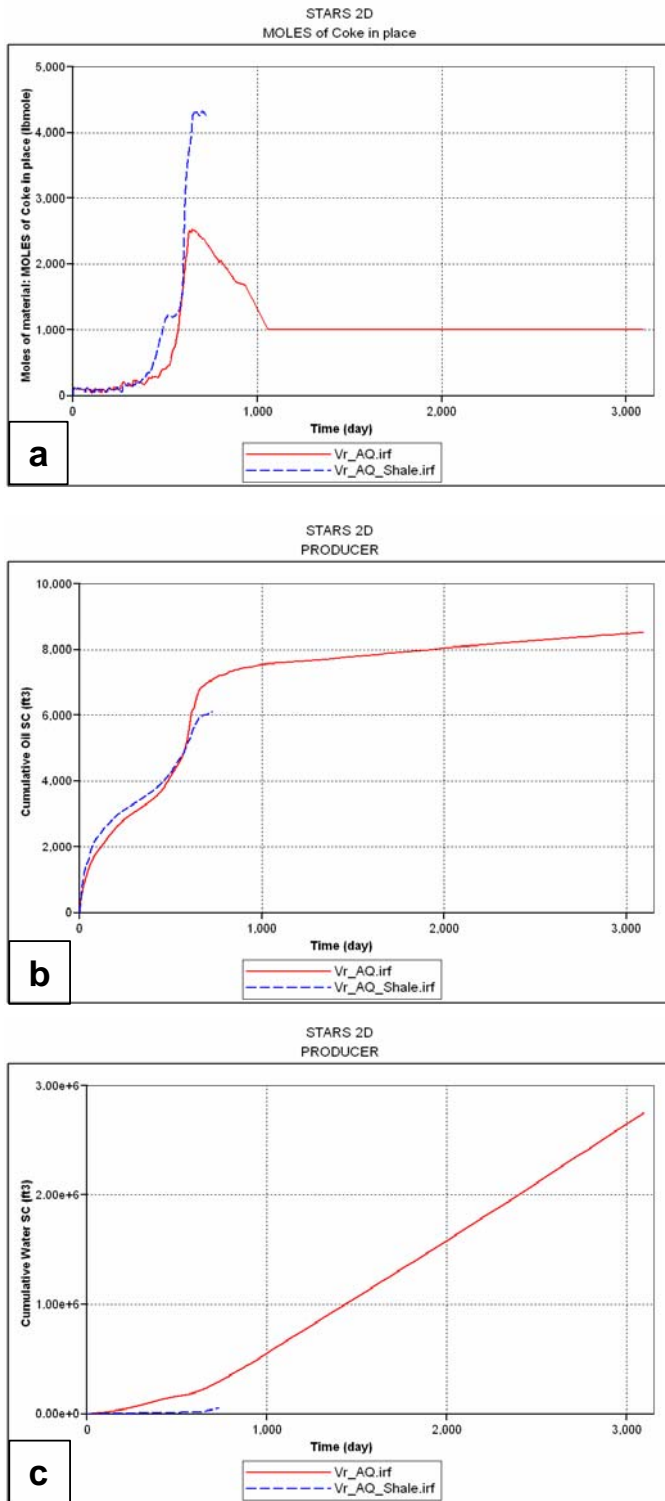 STARS 2D
MOLES of Coke in place
Moles of material: MOLES of Coke in place (lbmole)
5,000
4,000
3,000
2,000
1,000
0
0 1,000 2,000 3,000
Time (day)
Vr_AQ.irf
Vr_AQ_Shale.irf
a
STARS 2D
PRODUCER
Cumulative Oil SC (ft3)
10,000
8,000
6,000
4,000
2,000
0
0 1,000 2,000 3,000
Time (day)
Vr_AQ.irf
Vr_AQ_Shale.irf
b
STARS 2D
PRODUCER
Cumulative Water SC (ft3)
3.00e+6
2.00e+6
1.00e+6
0.00e+0
0 1,000 2,000 3,000
Time (day)
Vr_AQ.irf
Vr_AQ_Shale.irf
c